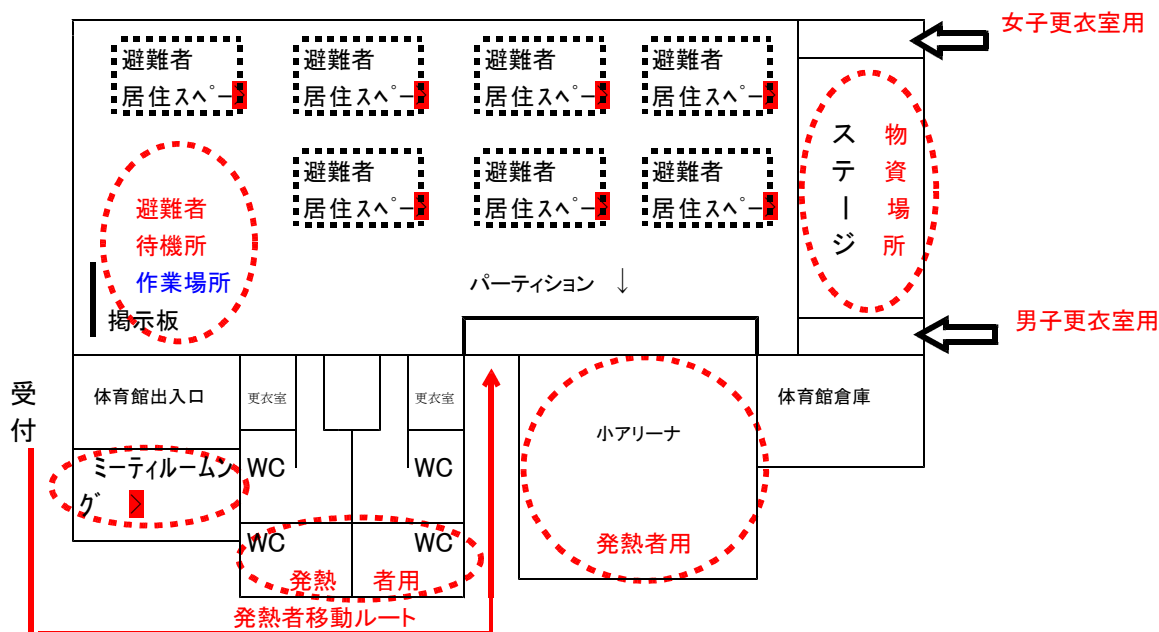 女子更衣室用
避難者
居住スペー
避難者
居住スペー
避難者
居住スペー
避難者
居住スペー
ステージ
物資場所
避難者
居住スペー
避難者
居住スペー
避難者
居住スペー
避難者
待機所
作業場所
掲示板
パーティション ↓
男子更衣室用
受付
体育館出入口
更衣室
更衣室
小アリーナ
体育館倉庫
ミーティルームン
グ
WC
WC
WC
WC
発熱 者用
発熱者用
発熱者移動ルート